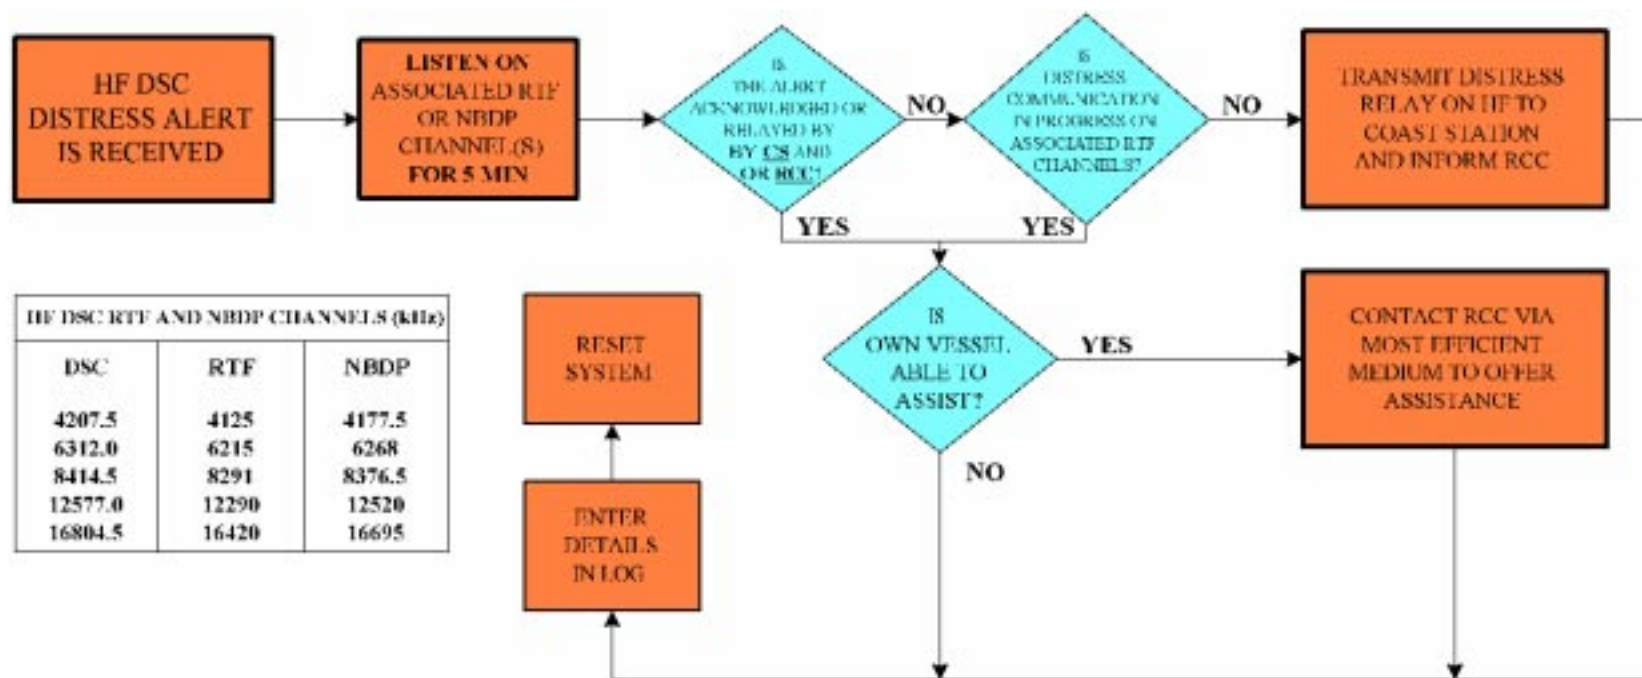 HF DSC
DISTRESS ALERT
IS RECEIVED
LISTEN ON
ASSOCIATED RTF
OR NBDP
CHANNEL(S)
FOR 5 MIN
IS
THE ALERT
ACKNOWLEDGED OR
RELAYED BY
BY CS AND
OR RCC?
NO
YES
IS
DISTRESS
COMMUNICATION
IN PROGRESS ON
ASSOCIATED RTF
CHANNELS?
NO
YES
TRANSMIT DISTRESS
RELAY ON HF TO
COAST STATION
AND INFORM RCC
HF DSC RTF AND NBDP CHANNELS (kHz)
DSC RTF NBDP
4207.5 4125 4177.5
6312.0 6215 6268
8414.5 8291 8376.5
12577.0 12290 12520
16804.5 16420 16695
RESET
SYSTEM
ENTER
DETAILS
IN LOG
IS
OWN VESSEL
ABLE TO
ASSIST?
YES
NO
CONTACT RCC VIA
MOST EFFICIENT
MEDIUM TO OFFER
ASSISTANCE